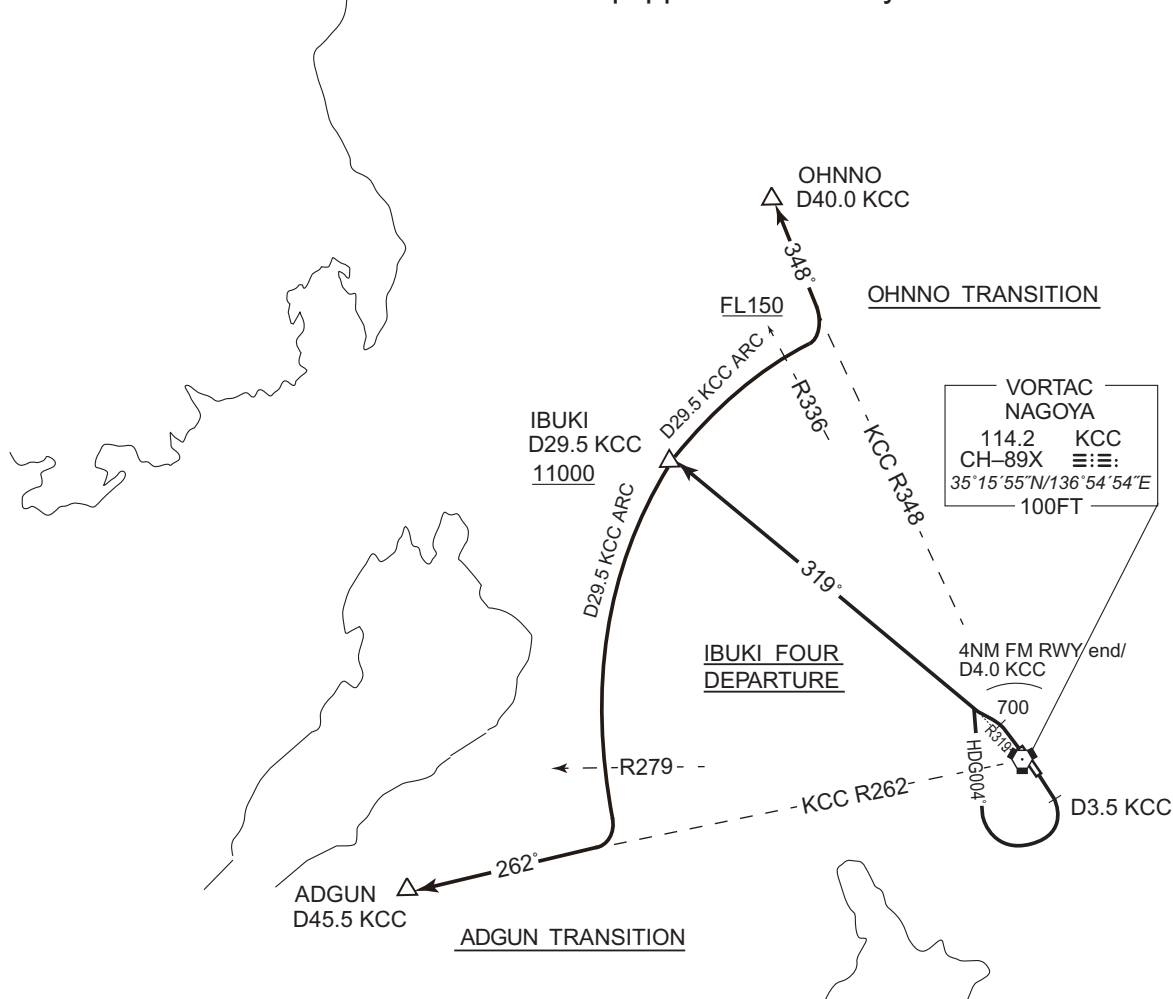 OHNNO
D40.0 KCC
348°
OHNNO TRANSITION
FL150
D29.5 KCC ARC
R336
VORTAC
NAGOYA
114.2 KCC
CH–89X
35°15´55˝N/136°54´54˝E
100FT
IBUKI
D29.5 KCC
11000
KCC R348
D29.5 KCC ARC
319°
4NM FM RWY end/
D4.0 KCC
IBUKI FOUR
DEPARTURE
700
R319
HDG004°
R279
KCC R262
D3.5 KCC
262°
ADGUN
D45.5 KCC
ADGUN TRANSITION